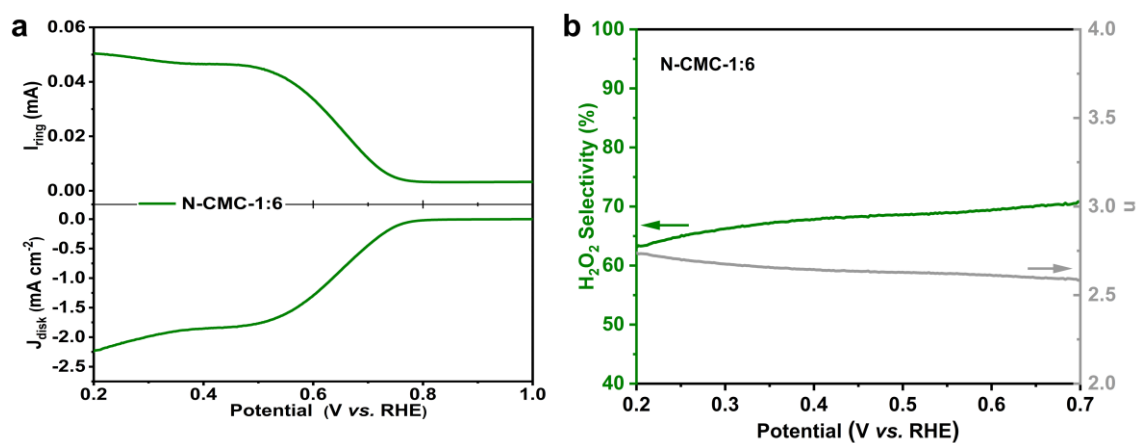 a
I_ring (mA)
0.06
0.04
0.02
0.00
N-CMC-1:6
J_disk (mA cm⁻²)
0.0
-0.5
-1.0
-1.5
-2.0
-2.5
0.2 0.4 0.6 0.8 1.0
Potential (V vs. RHE)
b
N-CMC-1:6
H₂O₂ Selectivity (%)
100
90
80
70
60
50
40
4.0
3.5
3.0
2.5
2.0
n
0.2 0.3 0.4 0.5 0.6 0.7
Potential (V vs. RHE)